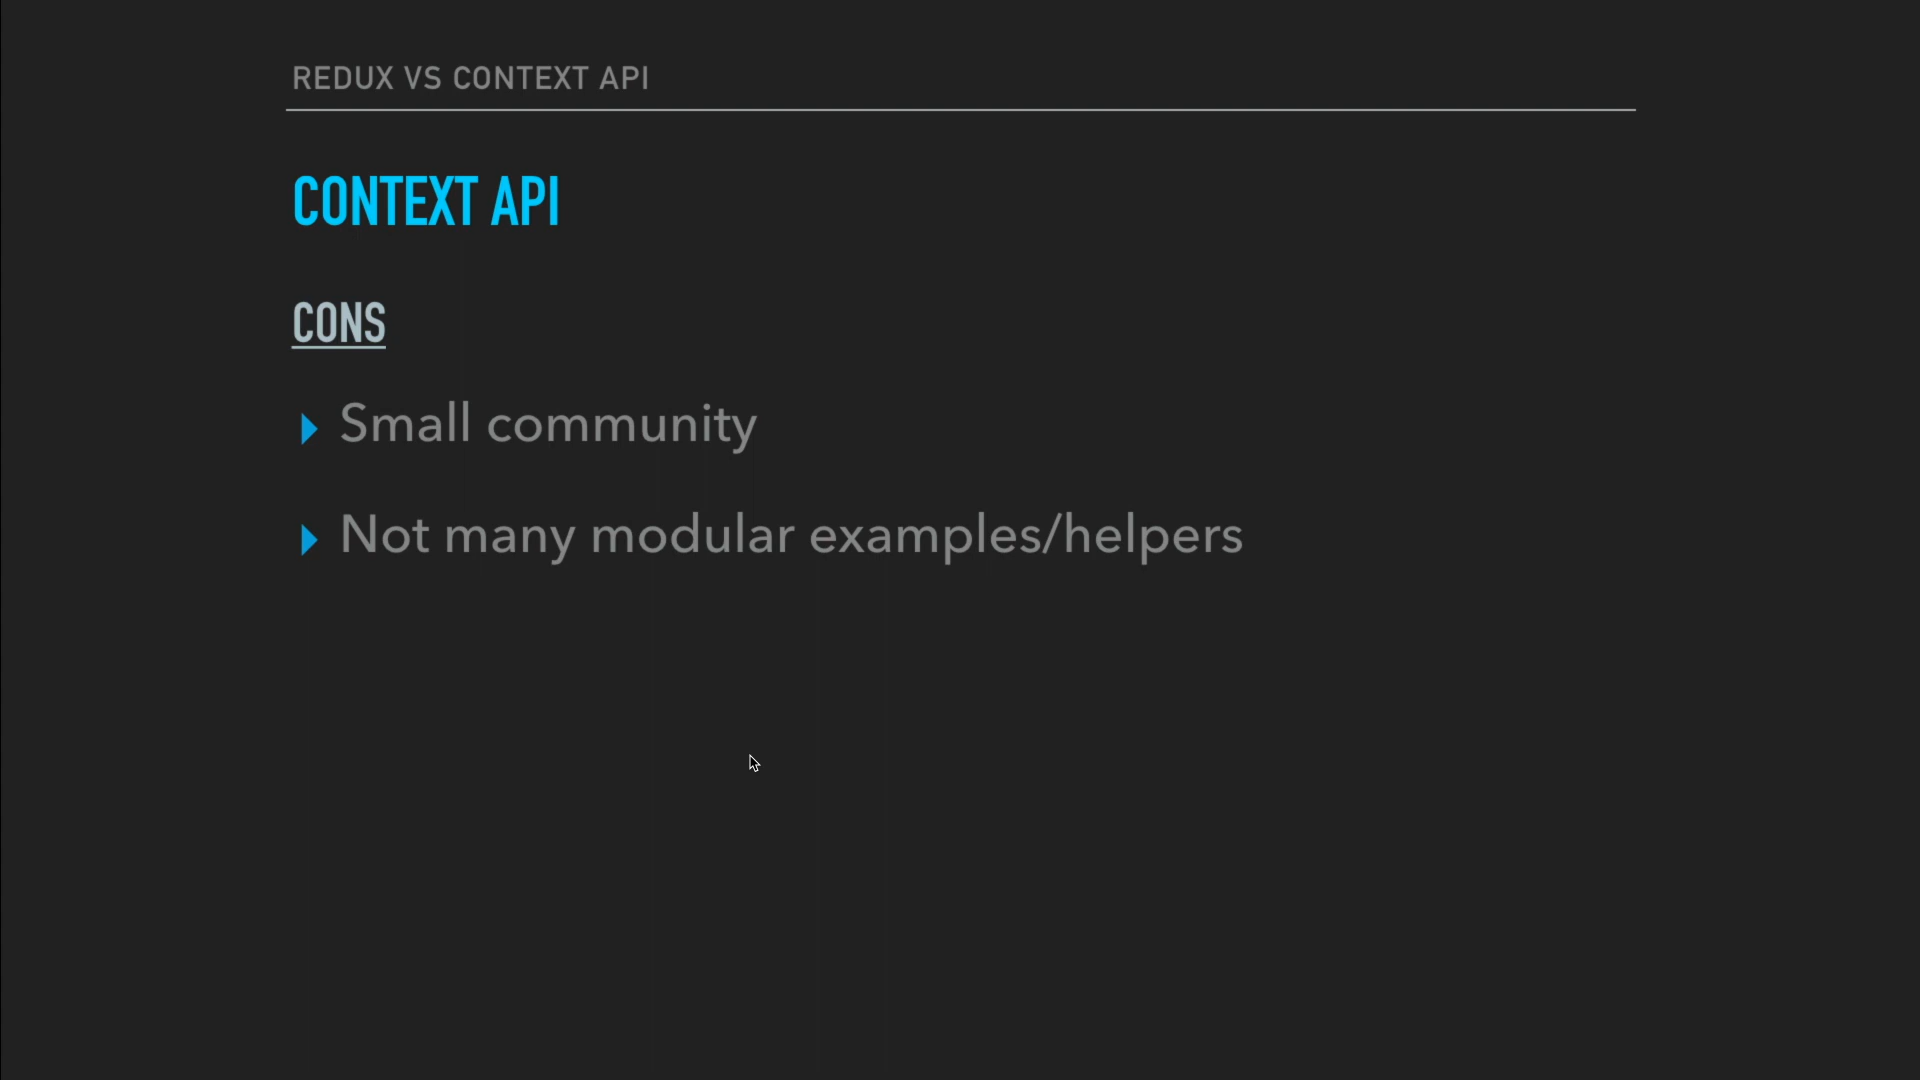 REDUX VS CONTEXT API
CONTEXT API
CONS
Small community
Not many modular examples/helpers